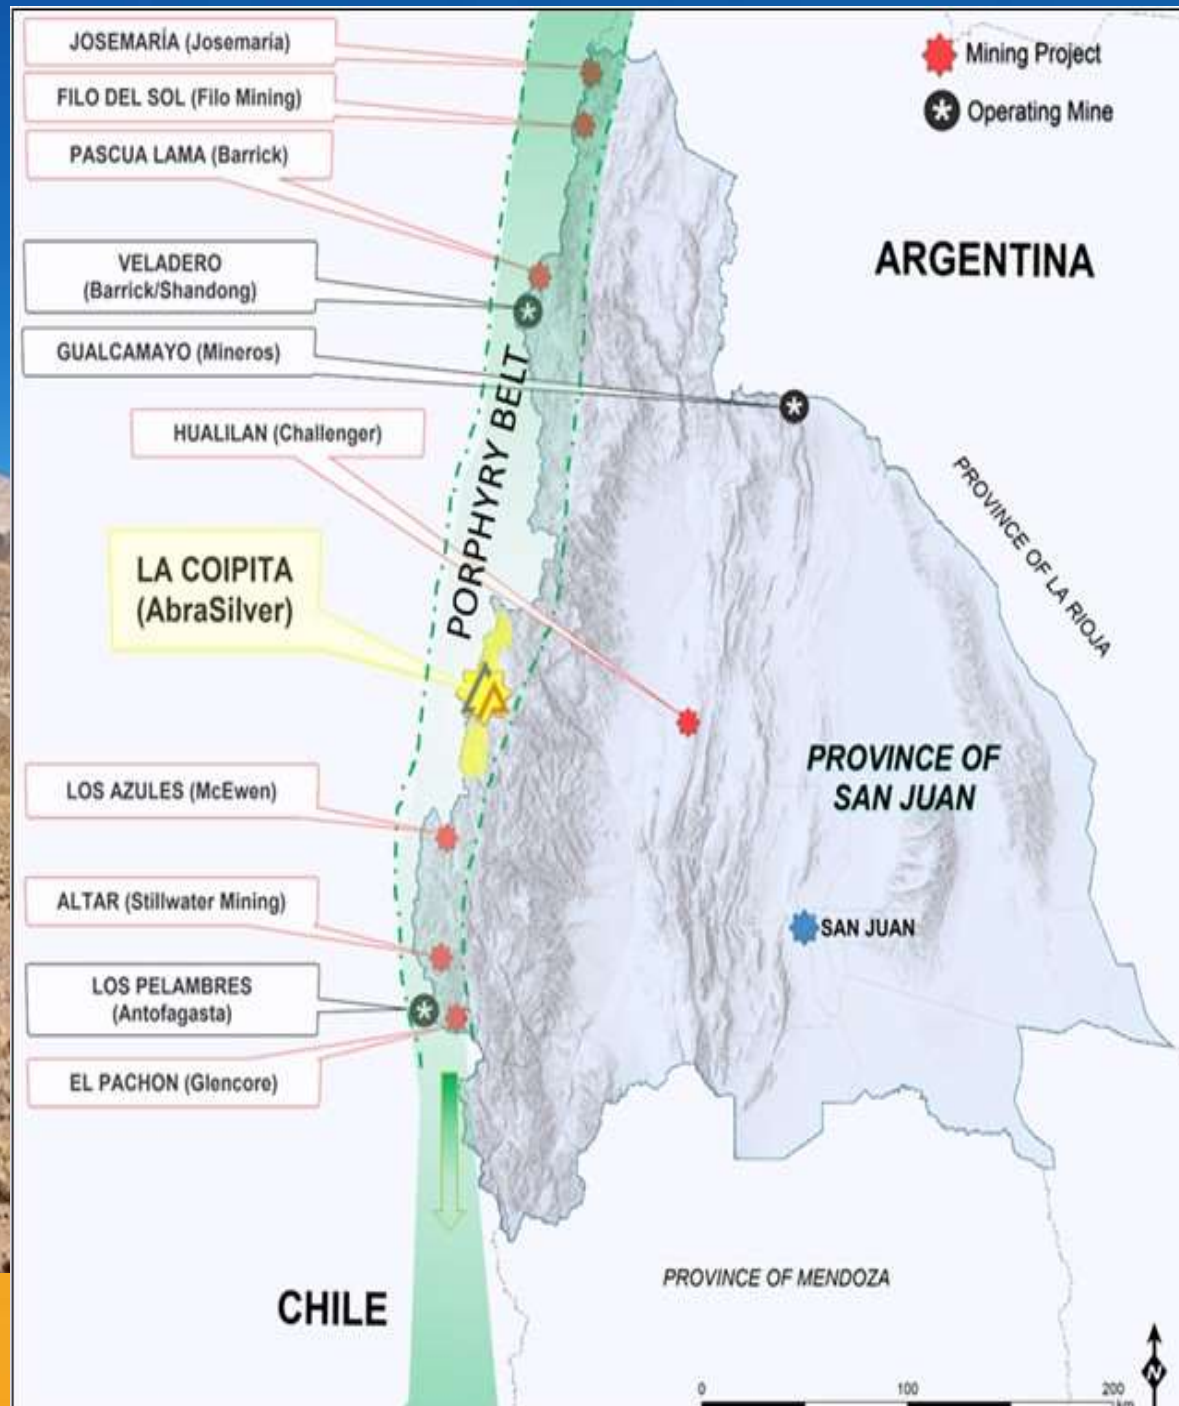 JOSEMARÍA (Josemaria)
FILO DEL SOL (Filo Mining)
PASCUA LAMA (Barrick)
VELADERO
(Barrick/Shandong)
GUALCAMAYO (Mineros)
HUALILAN (Challenger)
LA COIPITA
(AbraSilver)
LOS AZULES (McEwen)
ALTAR (Stillwater Mining)
LOS PELAMBRES
(Antofagasta)
EL PACHON (Glencore)
PORPHYRY BELT
Mining Project
Operating Mine
ARGENTINA
PROVINCE OF LA RIOJA
PROVINCE OF
SAN JUAN
SAN JUAN
PROVINCE OF MENDOZA
CHILE
0 100 200
km
N